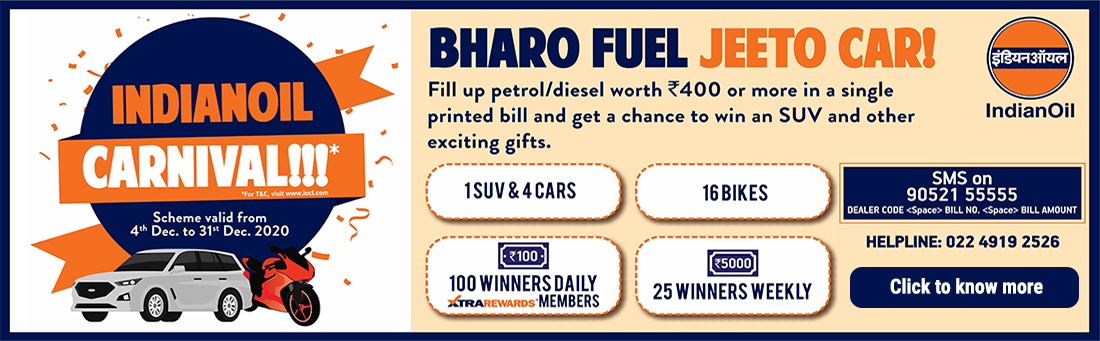 INDIANOIL
CARNIVAL!!!*
*For T&C, visit www.iocl.com
Scheme valid from
4th Dec. to 31st Dec. 2020
BHARO FUEL JEETO CAR!
Fill up petrol/diesel worth ₹400 or more in a single
printed bill and get a chance to win an SUV and other
exciting gifts.
1 SUV & 4 CARS
16 BIKES
₹100
100 WINNERS DAILY
XTRAREWARDS* MEMBERS
₹5000
25 WINNERS WEEKLY
इंडियनऑयल
IndianOil
SMS on
90521 55555
DEALER CODE <Space> BILL NO. <Space> BILL AMOUNT
HELPLINE: 022 4919 2526
Click to know more